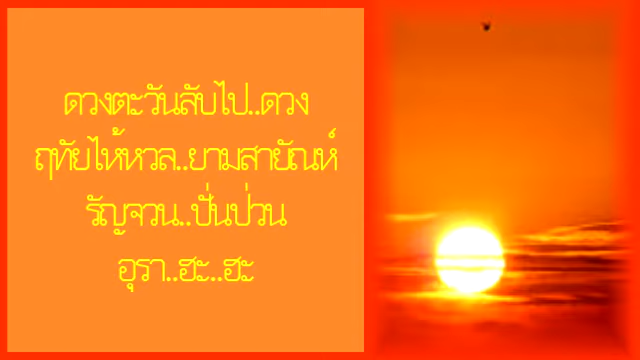 ดวงตะวันลับไป..ดวง
ฤทัยไห้หวล..ยามสายัณห์
รัญจวน..ปั่นป่วน
อุรา..ฮะ..ฮะ